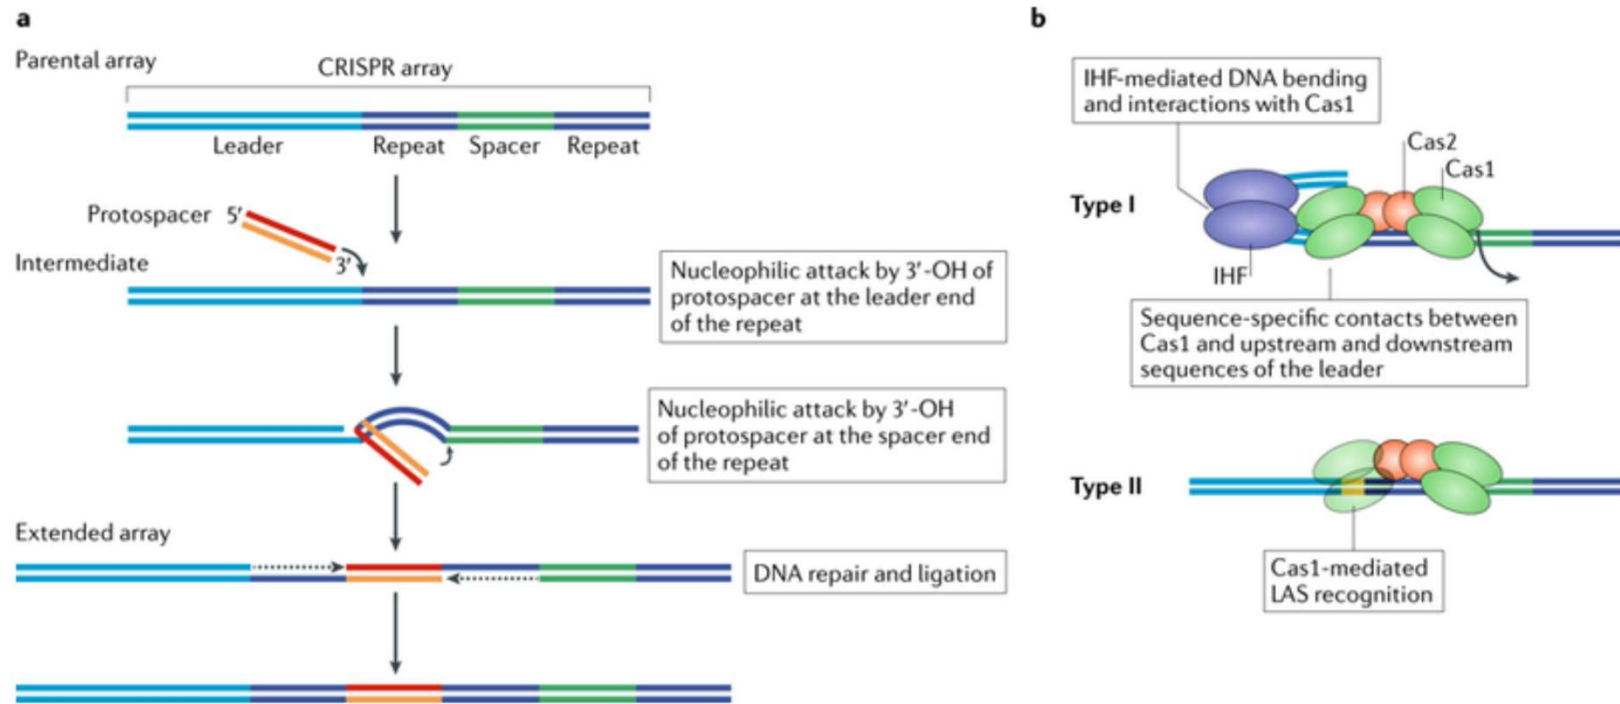 a
Parental array
CRISPR array
Leader
Repeat
Spacer
Repeat
Protospacer 5′
3′
Intermediate
Nucleophilic attack by 3′-OH of
protospacer at the leader end
of the repeat
Nucleophilic attack by 3′-OH
of protospacer at the spacer end
of the repeat
Extended array
DNA repair and ligation
b
IHF-mediated DNA bending
and interactions with Cas1
Cas2
Cas1
Type I
IHF
Sequence-specific contacts between
Cas1 and upstream and downstream
sequences of the leader
Type II
Cas1-mediated
LAS recognition